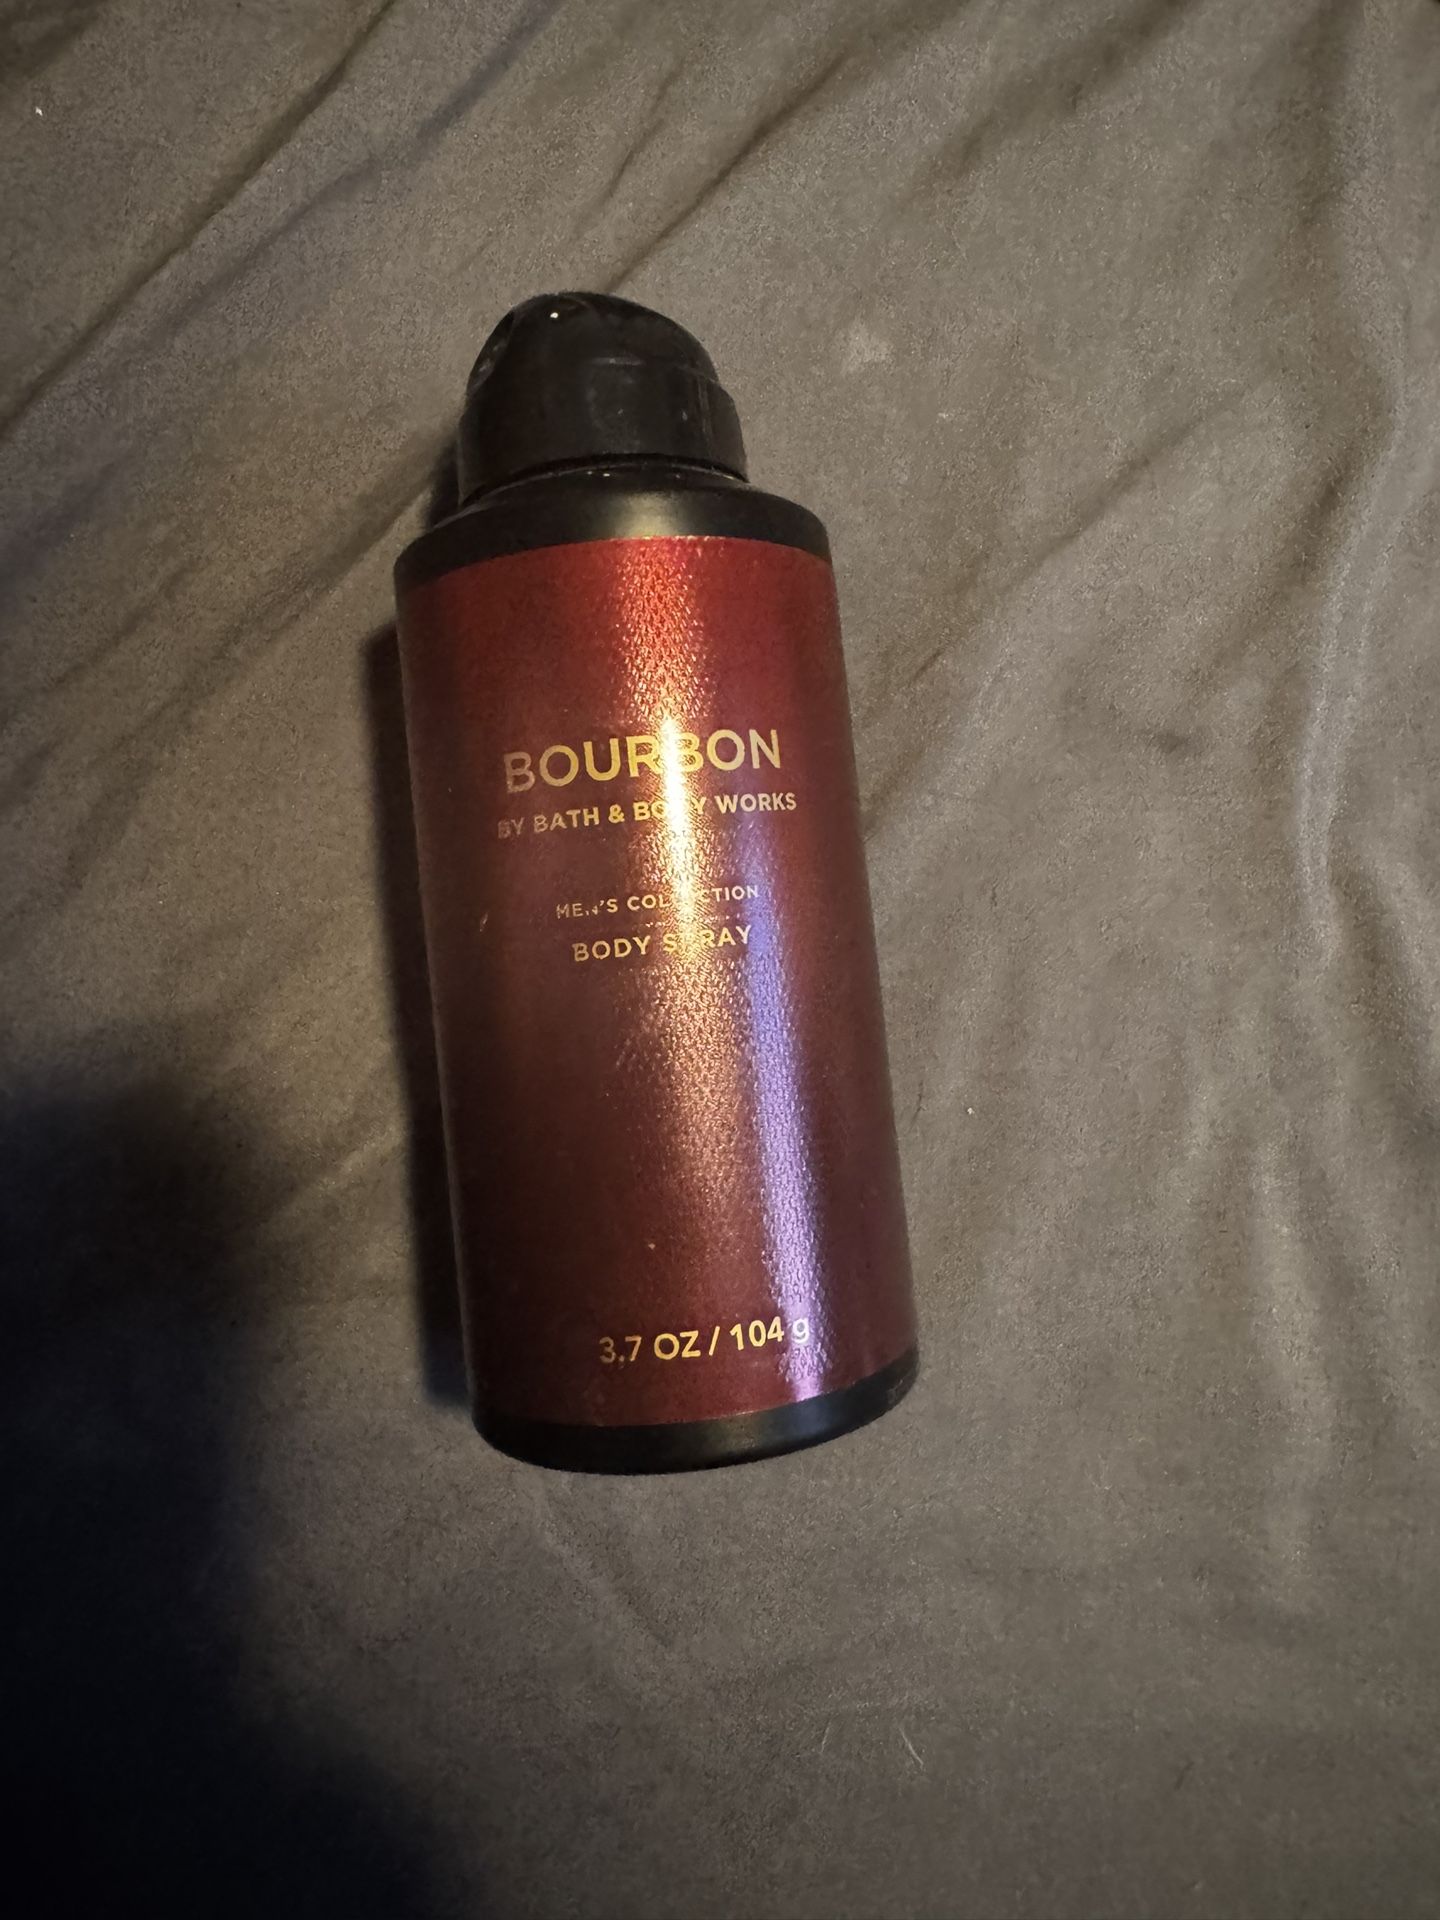 BOURBON
BY BATH & BODY WORKS
MEN'S COLLECTION
BODY SPRAY
3.7 OZ / 104 g